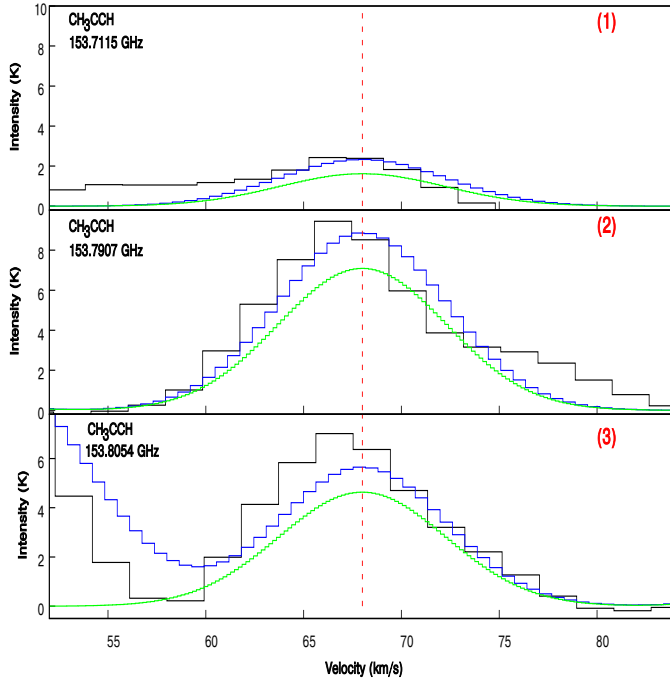 CH3CCH
153.7115 GHz
(1)
10
8
6
4
2
0
Intensity (K)
CH3CCH
153.7907 GHz
(2)
8
6
4
2
0
Intensity (K)
CH3CCH
153.8054 GHz
(3)
6
4
2
0
Intensity (K)
55 60 65 70 75 80
Velocity (km/s)